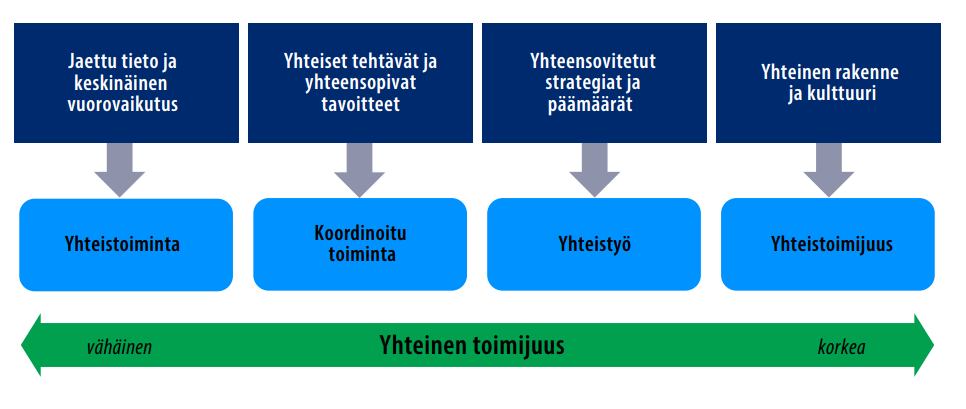 Jaettu tieto ja
keskinäinen
vuorovaikutus
Yhteiset tehtävät ja
yhteensopivat
tavoitteet
Yhteensovitetut
strategiat ja
päämäärät
Yhteinen rakenne
ja kulttuuri
Yhteistoiminta
Koordinoitu
toiminta
Yhteistyö
Yhteistoimijuus
vähäinen
Yhteinen toimijuus
korkea